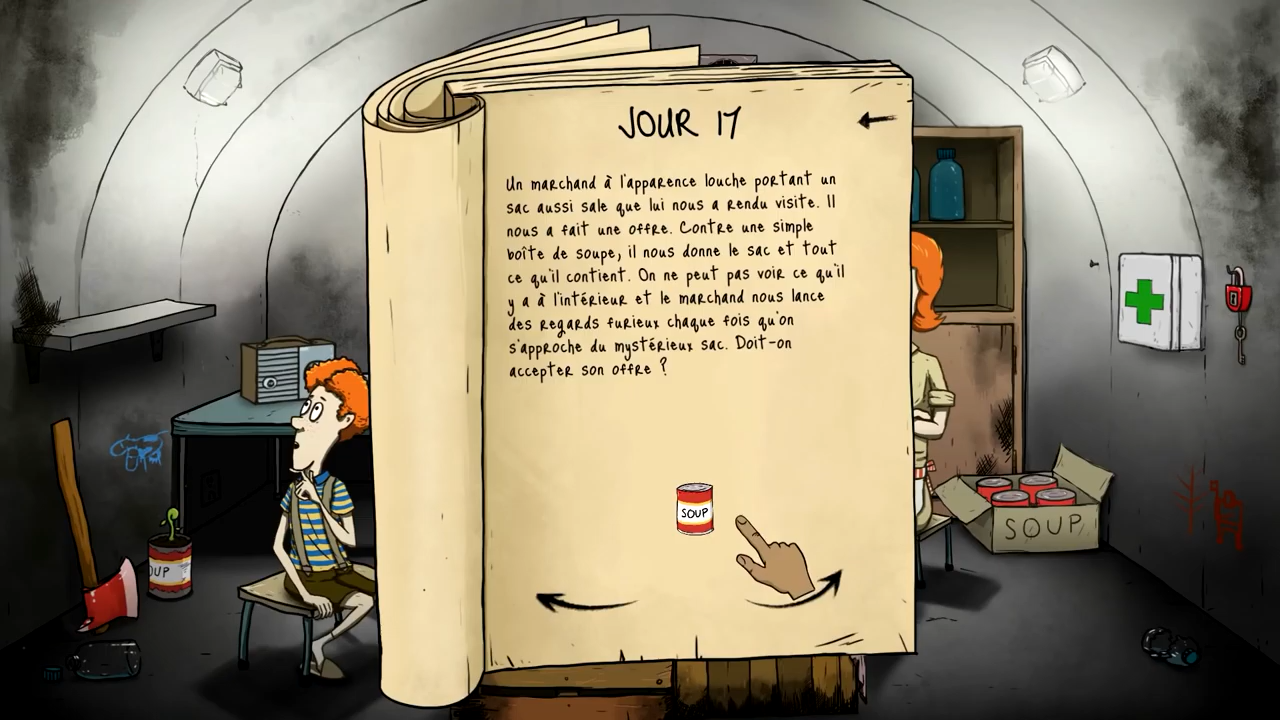 JOUR 17
Un marchand à l'apparence louche portant un
sac aussi sale que lui nous a rendu visite. Il
nous a fait une offre. Contre une simple
boîte de soupe, il nous donne le sac et tout
ce qu'il contient. On ne peut pas voir ce qu'il
y a à l'intérieur et le marchand nous lance
des regards furieux chaque fois qu'on
s'approche du mystérieux sac. Doit-on
accepter son offre ?
SOUP
OUP
SOUP